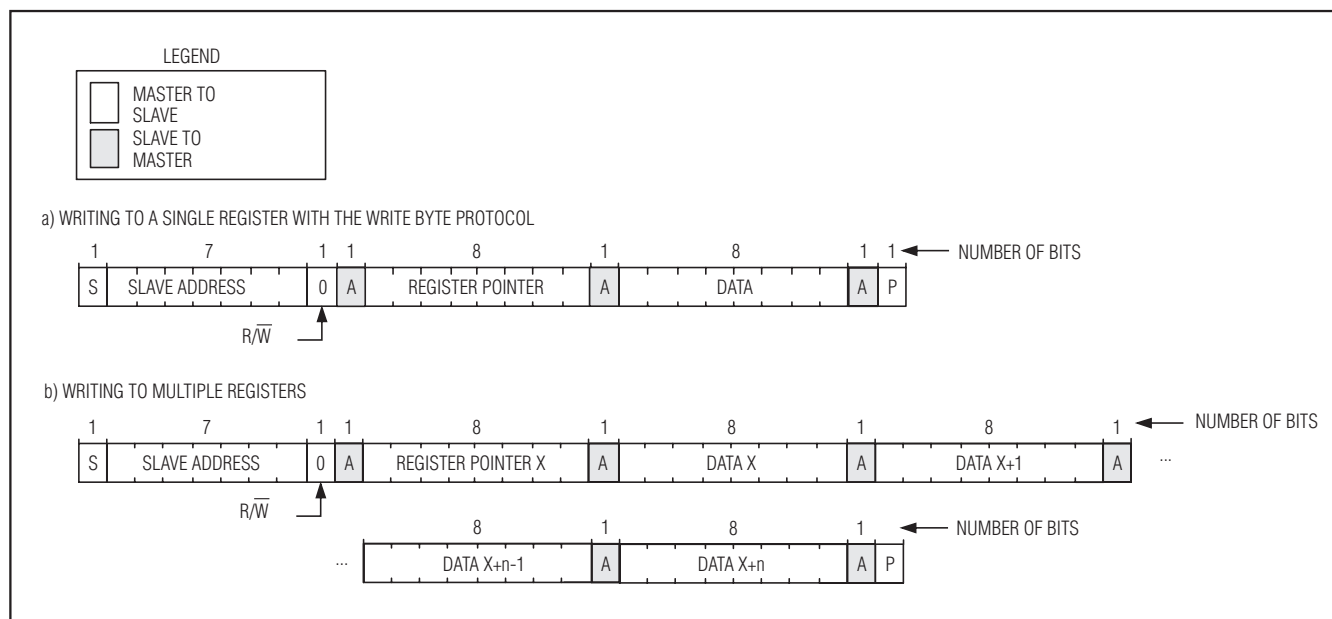 LEGEND
MASTER TO
SLAVE
SLAVE TO
MASTER
a) WRITING TO A SINGLE REGISTER WITH THE WRITE BYTE PROTOCOL
1 7 1 1 8 1 8 1 1 NUMBER OF BITS
S SLAVE ADDRESS 0 A REGISTER POINTER A DATA A P
R/W̅
b) WRITING TO MULTIPLE REGISTERS
1 7 1 1 8 1 8 1 8 1 NUMBER OF BITS
S SLAVE ADDRESS 0 A REGISTER POINTER X A DATA X A DATA X+1 A ...
R/W̅
8 1 8 1 NUMBER OF BITS
... DATA X+n-1 A DATA X+n A P